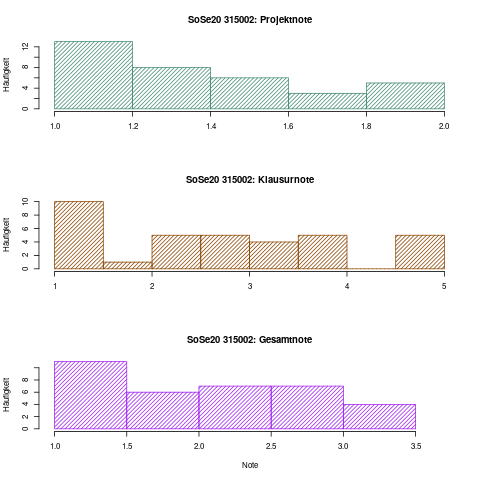 SoSe20 315002: Projektnote
Häufigkeit
0 4 8 12
1.0 1.2 1.4 1.6 1.8 2.0
SoSe20 315002: Klausurnote
Häufigkeit
0 2 4 6 8 10
1 2 3 4 5
SoSe20 315002: Gesamtnote
Häufigkeit
0 2 4 6 8
1.0 1.5 2.0 2.5 3.0 3.5
Note